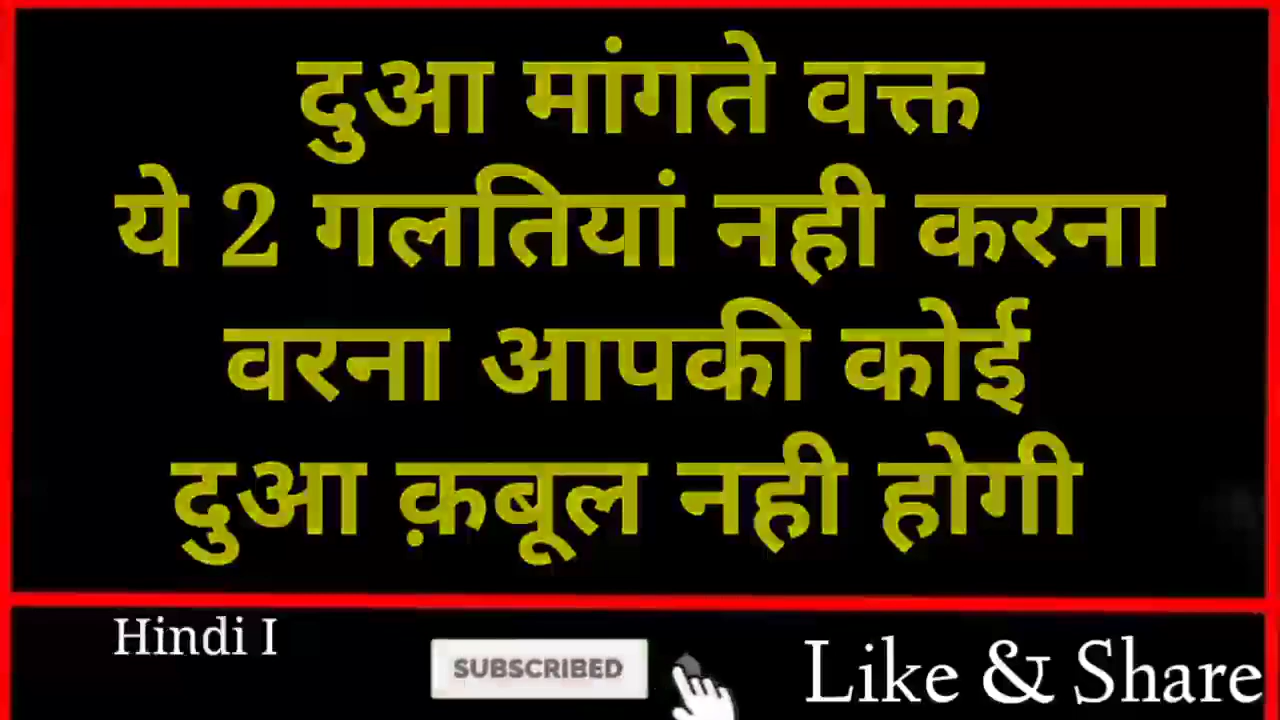 दुआ मांगते वक्त
ये 2 गलतियां नही करना
वरना आपकी कोई
दुआ क़बूल नही होगी
Hindi I
SUBSCRIBED
Like & Share